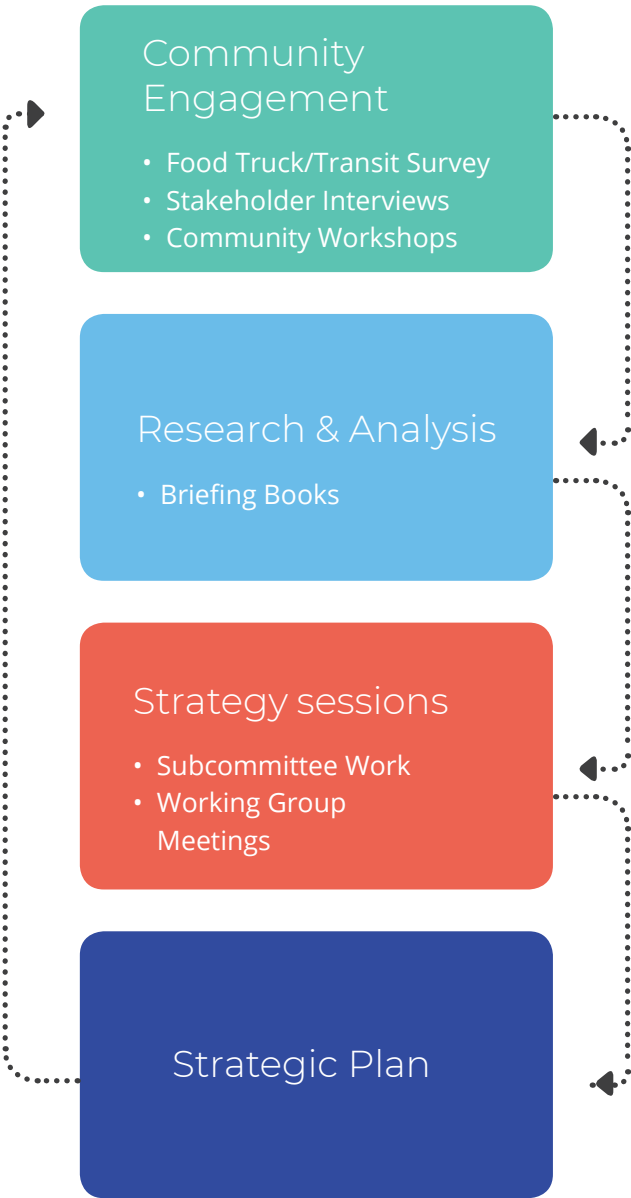 Community
Engagement
• Food Truck/Transit Survey
• Stakeholder Interviews
• Community Workshops
Research & Analysis
• Briefing Books
Strategy sessions
• Subcommittee Work
• Working Group
Meetings
Strategic Plan